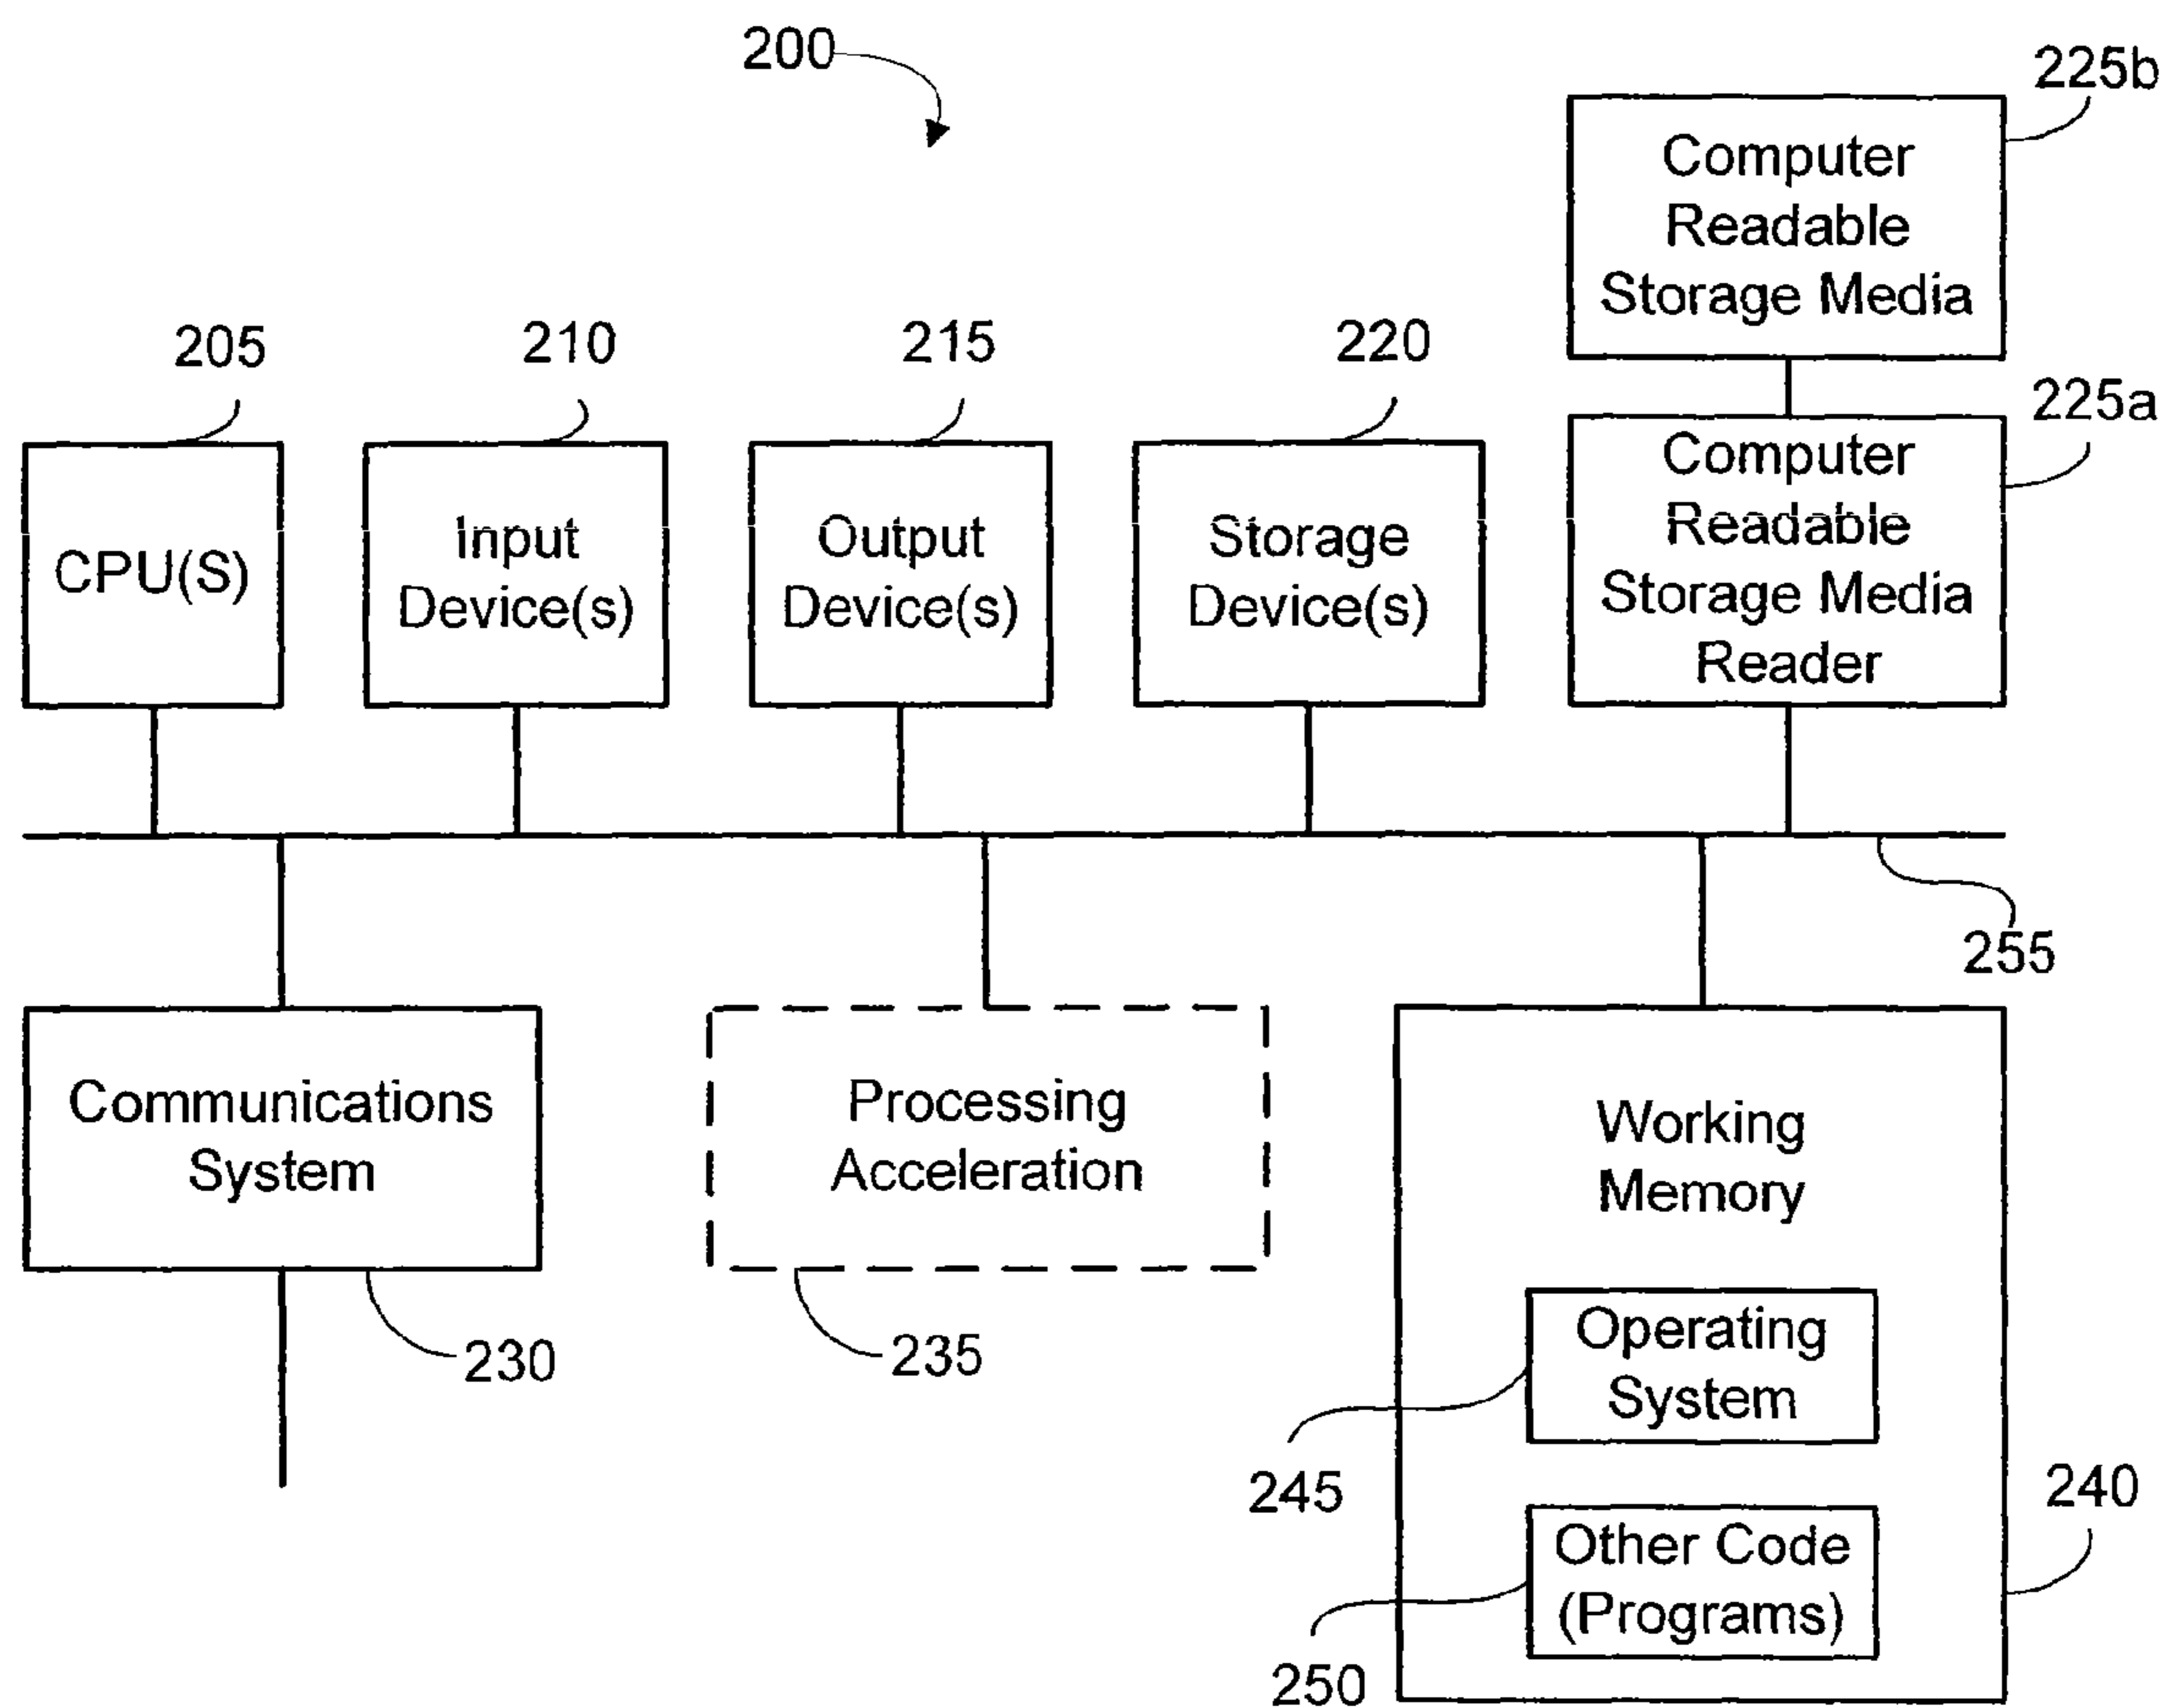 200
225b
Computer
Readable
Storage Media
205
210
215
220
225a
CPU(S)
Input
Device(s)
Output
Device(s)
Storage
Device(s)
Computer
Readable
Storage Media
Reader
255
Communications
System
Processing
Acceleration
Working
Memory
230
235
Operating
System
245
240
Other Code
(Programs)
250